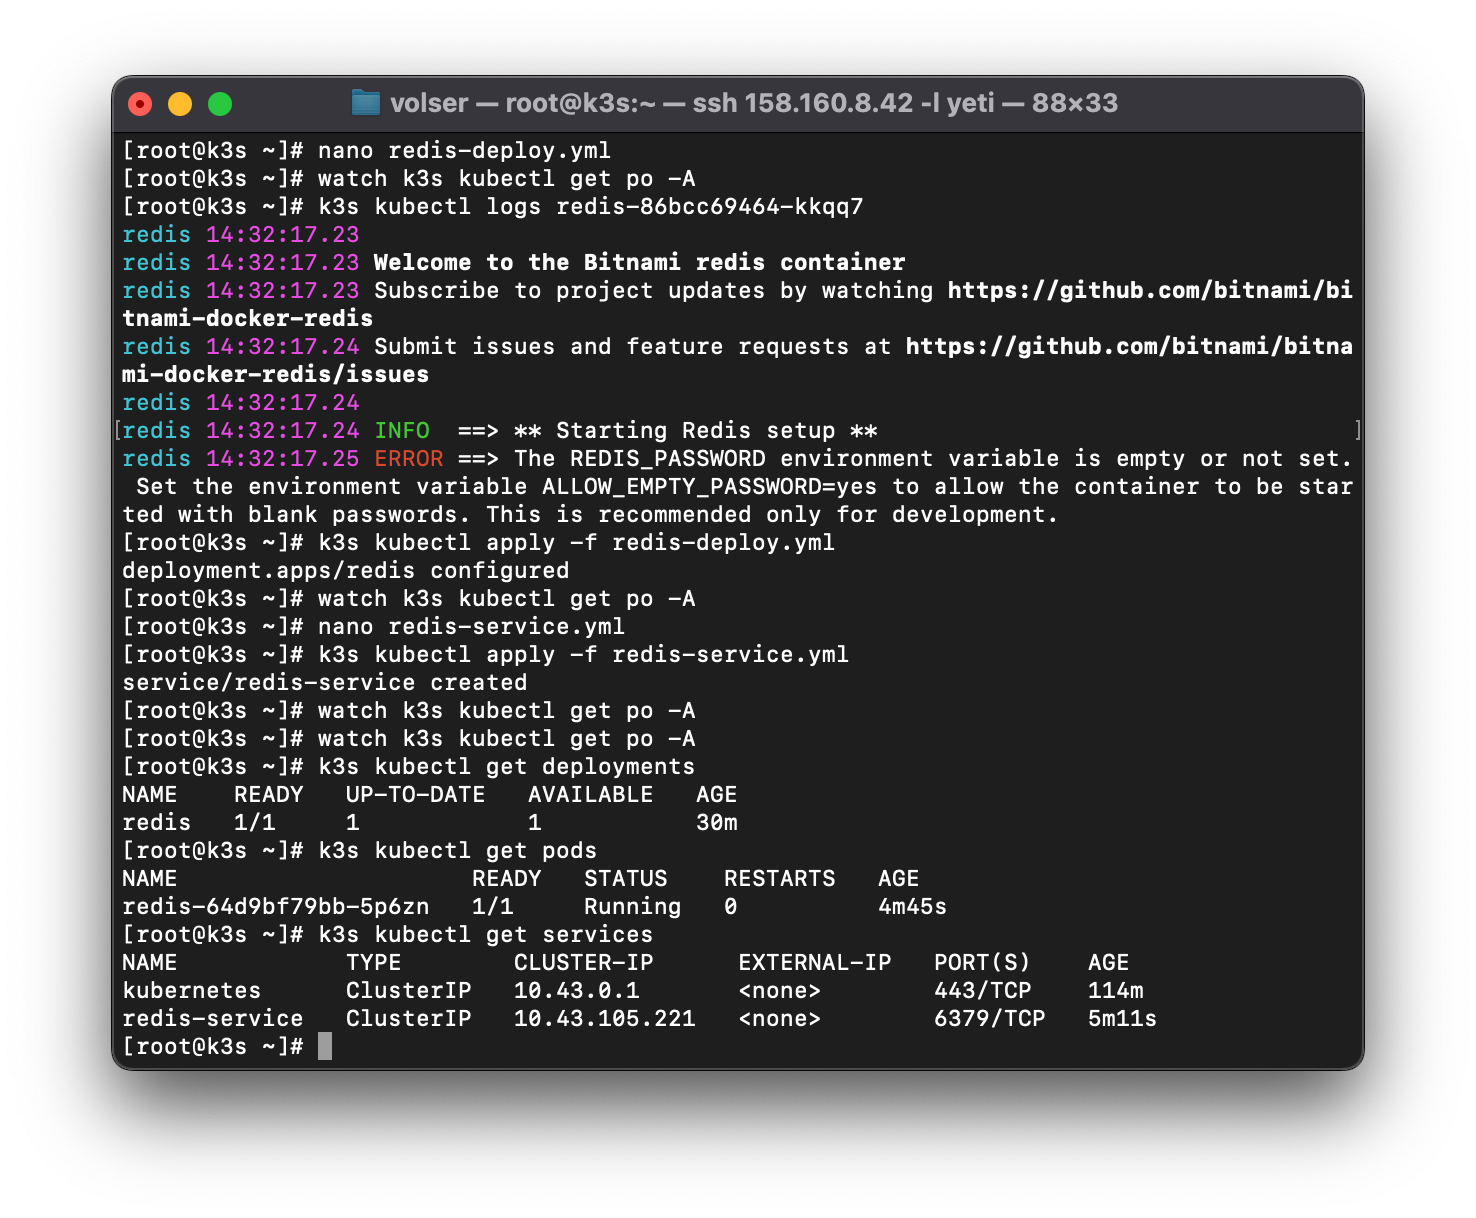 volser — root@k3s:~ — ssh 158.160.8.42 -l yeti — 88×33
[root@k3s ~]# nano redis-deploy.yml
[root@k3s ~]# watch k3s kubectl get po -A
[root@k3s ~]# k3s kubectl logs redis-86bcc69464-kkqq7
redis 14:32:17.23
redis 14:32:17.23 Welcome to the Bitnami redis container
redis 14:32:17.23 Subscribe to project updates by watching https://github.com/bitnami/bi
tnami-docker-redis
redis 14:32:17.24 Submit issues and feature requests at https://github.com/bitnami/bitna
mi-docker-redis/issues
redis 14:32:17.24
[redis 14:32:17.24 INFO  ==> ** Starting Redis setup **]
redis 14:32:17.25 ERROR ==> The REDIS_PASSWORD environment variable is empty or not set.
 Set the environment variable ALLOW_EMPTY_PASSWORD=yes to allow the container to be star
ted with blank passwords. This is recommended only for development.
[root@k3s ~]# k3s kubectl apply -f redis-deploy.yml
deployment.apps/redis configured
[root@k3s ~]# watch k3s kubectl get po -A
[root@k3s ~]# nano redis-service.yml
[root@k3s ~]# k3s kubectl apply -f redis-service.yml
service/redis-service created
[root@k3s ~]# watch k3s kubectl get po -A
[root@k3s ~]# watch k3s kubectl get po -A
[root@k3s ~]# k3s kubectl get deployments
NAME    READY   UP-TO-DATE   AVAILABLE   AGE
redis   1/1     1            1           30m
[root@k3s ~]# k3s kubectl get pods
NAME                     READY   STATUS    RESTARTS   AGE
redis-64d9bf79bb-5p6zn   1/1     Running   0          4m45s
[root@k3s ~]# k3s kubectl get services
NAME            TYPE        CLUSTER-IP      EXTERNAL-IP   PORT(S)    AGE
kubernetes      ClusterIP   10.43.0.1       <none>        443/TCP    114m
redis-service   ClusterIP   10.43.105.221   <none>        6379/TCP   5m11s
[root@k3s ~]#